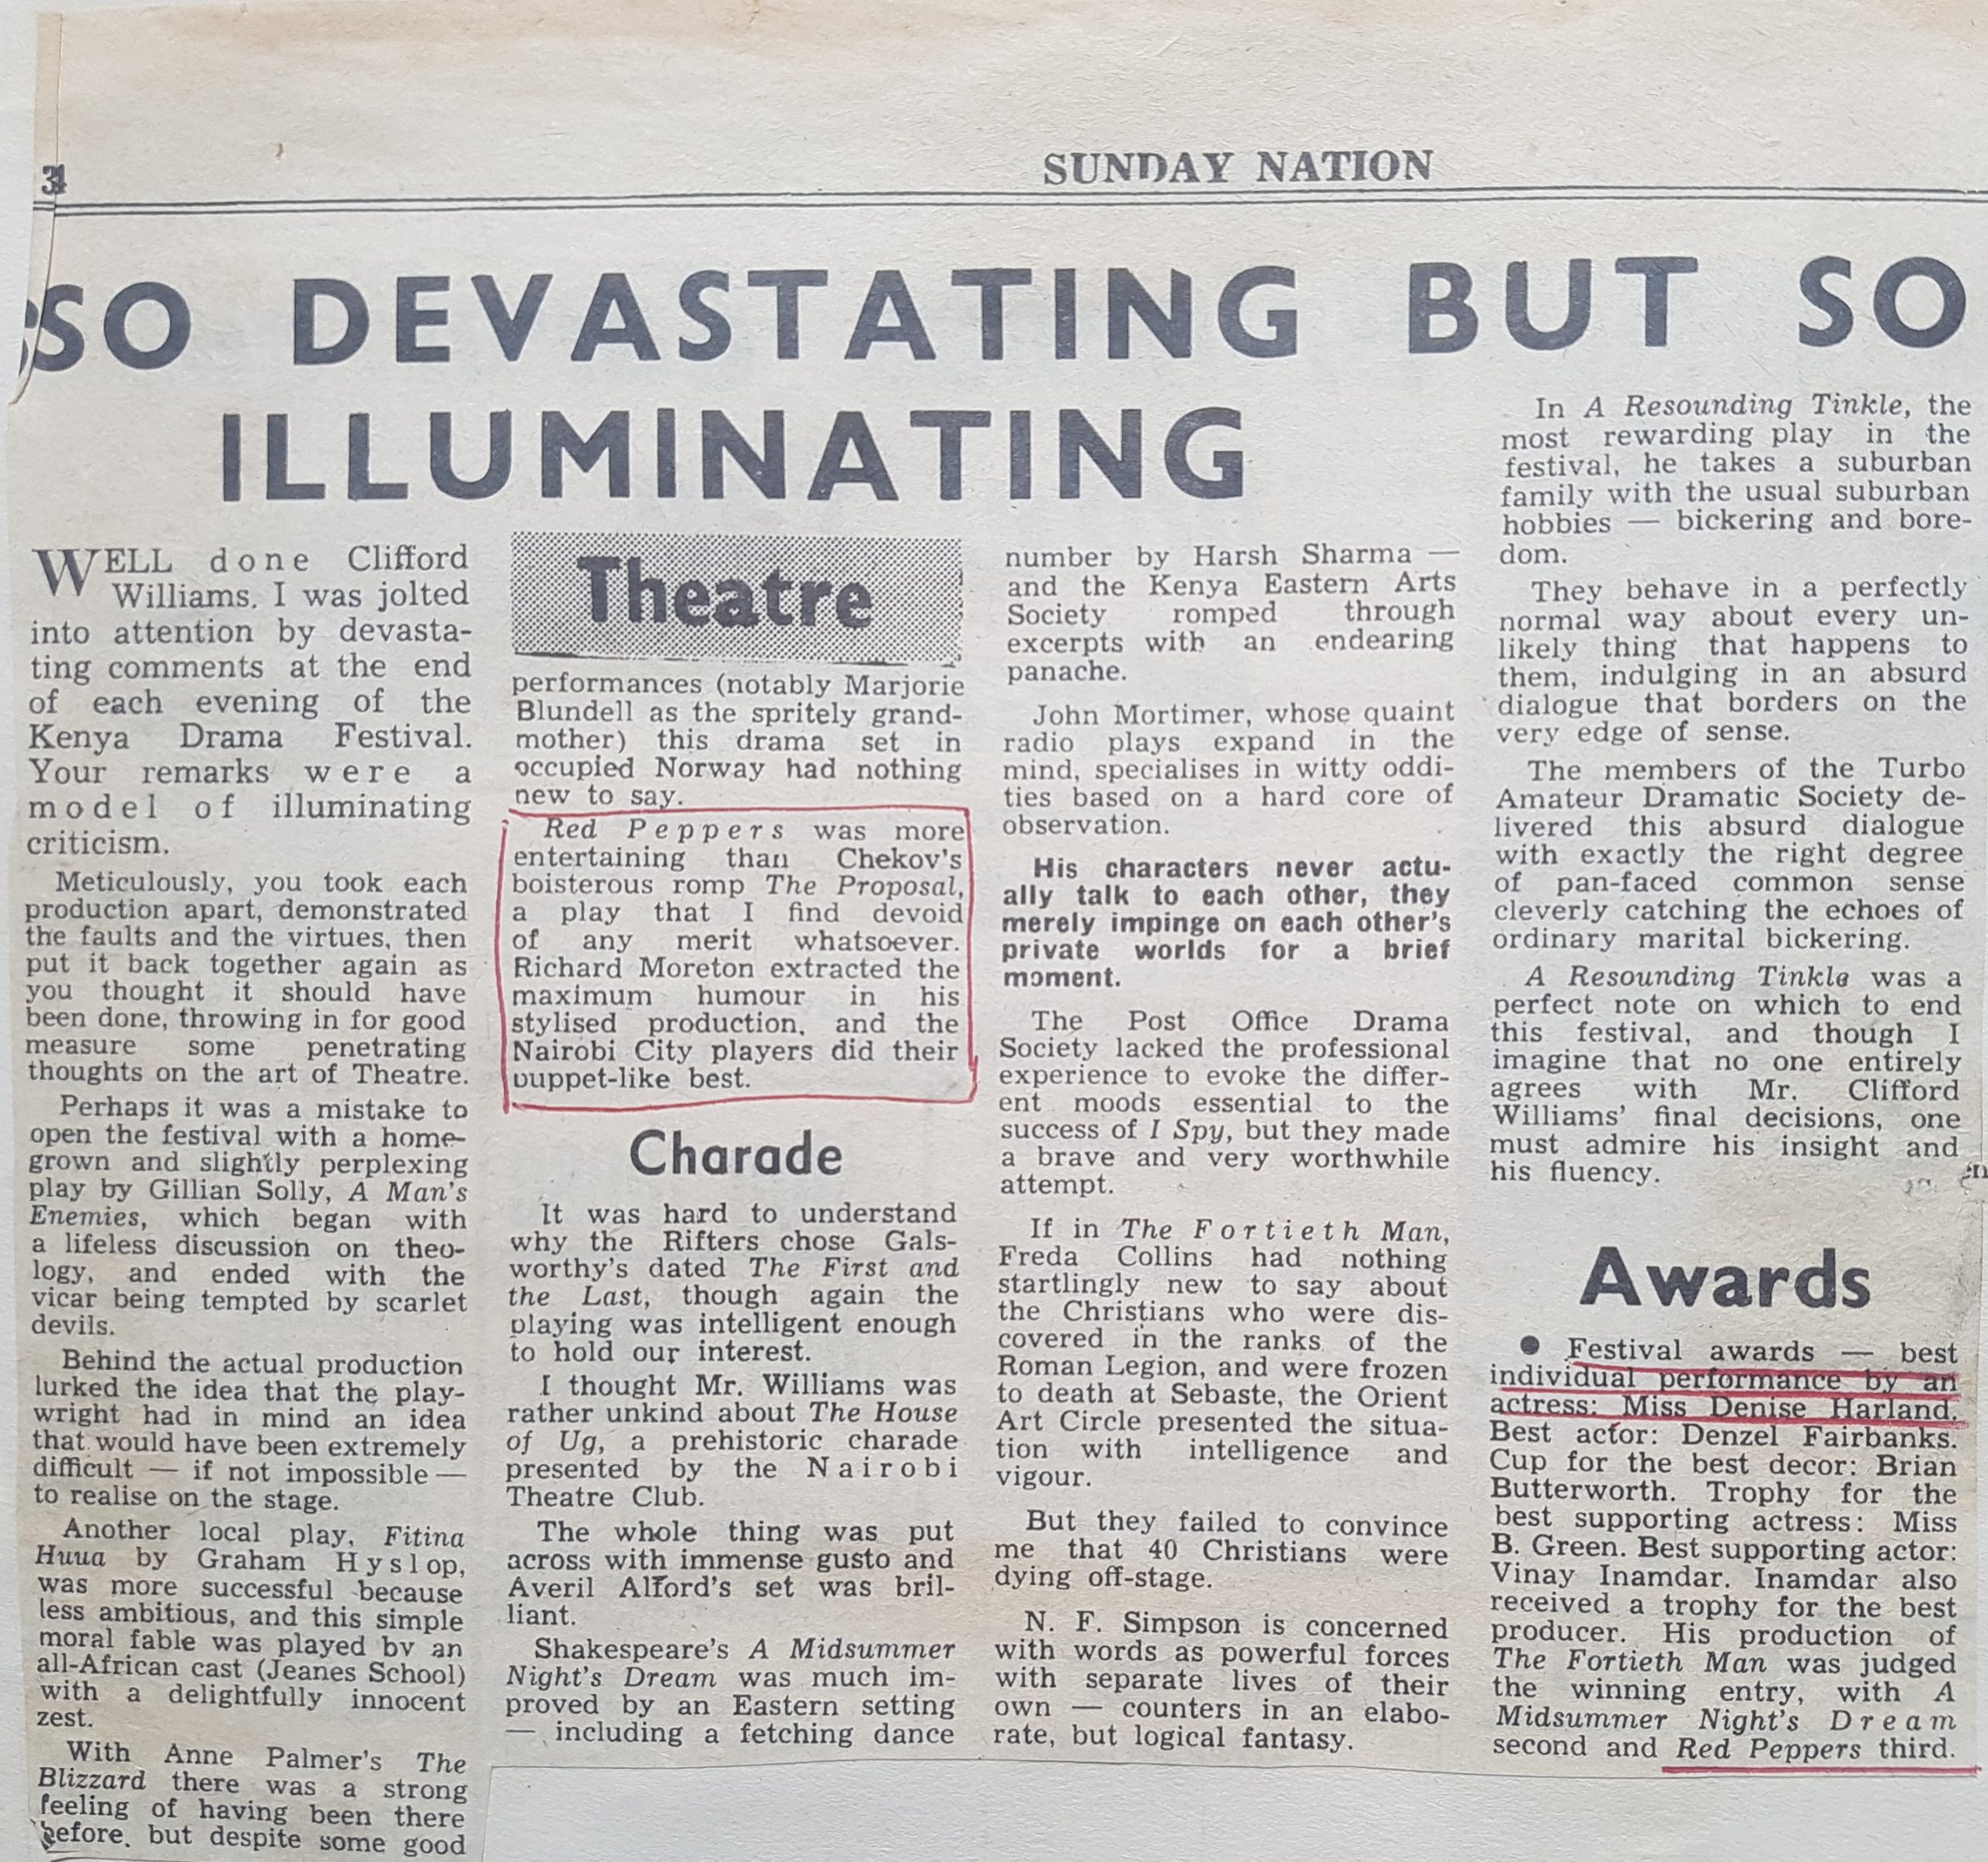 34
SUNDAY NATION
SO DEVASTATING BUT SO
ILLUMINATING
WELL done Clifford
Williams. I was jolted
into attention by devasta-
ting comments at the end
of each evening of the
Kenya Drama Festival.
Your remarks were a
model of illuminating
criticism.
Meticulously, you took each
production apart, demonstrated
the faults and the virtues, then
put it back together again as
you thought it should have
been done, throwing in for good
measure some penetrating
thoughts on the art of Theatre.
Perhaps it was a mistake to
open the festival with a home-
grown and slightly perplexing
play by Gillian Solly, A Man's
Enemies, which began with
a lifeless discussion on theo-
logy, and ended with the
vicar being tempted by scarlet
devils.
Behind the actual production
lurked the idea that the play-
wright had in mind an idea
that would have been extremely
difficult — if not impossible —
to realise on the stage.
Another local play, Fitina
Huua by Graham Hyslop,
was more successful because
less ambitious, and this simple
moral fable was played by an
all-African cast (Jeanes School)
with a delightfully innocent
zest.
With Anne Palmer's The
Blizzard there was a strong
feeling of having been there
before, but despite some good
Theatre
performances (notably Marjorie
Blundell as the spritely grand-
mother) this drama set in
occupied Norway had nothing
new to say.
Red Peppers was more
entertaining than Chekov's
boisterous romp The Proposal,
a play that I find devoid
of any merit whatsoever.
Richard Moreton extracted the
maximum humour in his
stylised production, and the
Nairobi City players did their
puppet-like best.
Charade
It was hard to understand
why the Rifters chose Gals-
worthy's dated The First and
the Last, though again the
playing was intelligent enough
to hold our interest.
I thought Mr. Williams was
rather unkind about The House
of Ug, a prehistoric charade
presented by the Nairobi
Theatre Club.
The whole thing was put
across with immense gusto and
Averil Alford's set was bril-
liant.
Shakespeare's A Midsummer
Night's Dream was much im-
proved by an Eastern setting
— including a fetching dance
number by Harsh Sharma —
and the Kenya Eastern Arts
Society romped through
excerpts with an endearing
panache.
John Mortimer, whose quaint
radio plays expand in the
mind, specialises in witty oddi-
ties based on a hard core of
observation.
His characters never actu-
ally talk to each other, they
merely impinge on each other's
private worlds for a brief
moment.
The Post Office Drama
Society lacked the professional
experience to evoke the differ-
ent moods essential to the
success of I Spy, but they made
a brave and very worthwhile
attempt.
If in The Fortieth Man,
Freda Collins had nothing
startlingly new to say about
the Christians who were dis-
covered in the ranks of the
Roman Legion, and were frozen
to death at Sebaste, the Orient
Art Circle presented the situa-
tion with intelligence and
vigour.
But they failed to convince
me that 40 Christians were
dying off-stage.
N. F. Simpson is concerned
with words as powerful forces
with separate lives of their
own — counters in an elabo-
rate, but logical fantasy.
In A Resounding Tinkle, the
most rewarding play in the
festival, he takes a suburban
family with the usual suburban
hobbies — bickering and bore-
dom.
They behave in a perfectly
normal way about every un-
likely thing that happens to
them, indulging in an absurd
dialogue that borders on the
very edge of sense.
The members of the Turbo
Amateur Dramatic Society de-
livered this absurd dialogue
with exactly the right degree
of pan-faced common sense
cleverly catching the echoes of
ordinary marital bickering.
A Resounding Tinkle was a
perfect note on which to end
this festival, and though I
imagine that no one entirely
agrees with Mr. Clifford
Williams' final decisions, one
must admire his insight and
his fluency.
Awards
● Festival awards — best
individual performance by an
actress: Miss Denise Harland.
Best actor: Denzel Fairbanks.
Cup for the best decor: Brian
Butterworth. Trophy for the
best supporting actress: Miss
B. Green. Best supporting actor:
Vinay Inamdar. Inamdar also
received a trophy for the best
producer. His production of
The Fortieth Man was judged
the winning entry, with A
Midsummer Night's Dream
second and Red Peppers third.